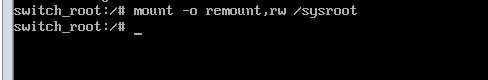 switch_root:/# mount -o remount,rw /sysroot
switch_root:/# _